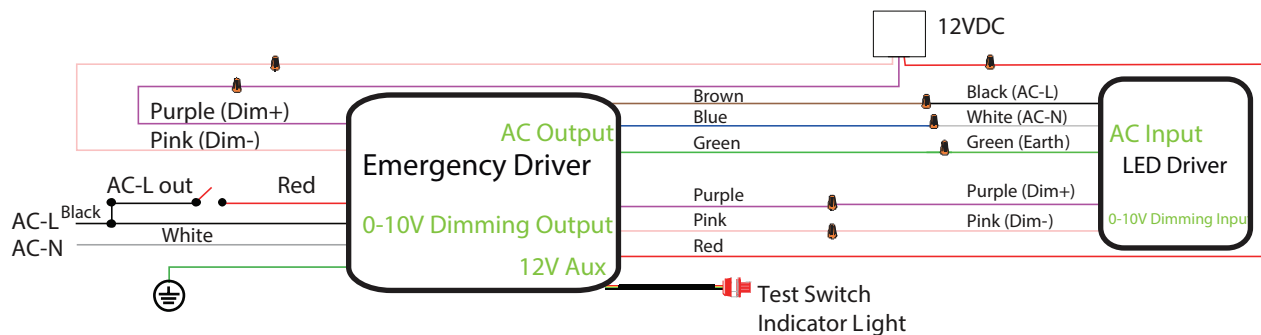 12VDC
Purple (Dim+)
Pink (Dim-)
AC-L out
Red
AC-L
Black
AC-N
White
AC Output
Emergency Driver
0-10V Dimming Output
12V Aux
Brown
Blue
Green
Purple
Pink
Red
Black (AC-L)
White (AC-N)
Green (Earth)
Purple (Dim+)
Pink (Dim-)
AC Input
LED Driver
0-10V Dimming Input
Test Switch
Indicator Light